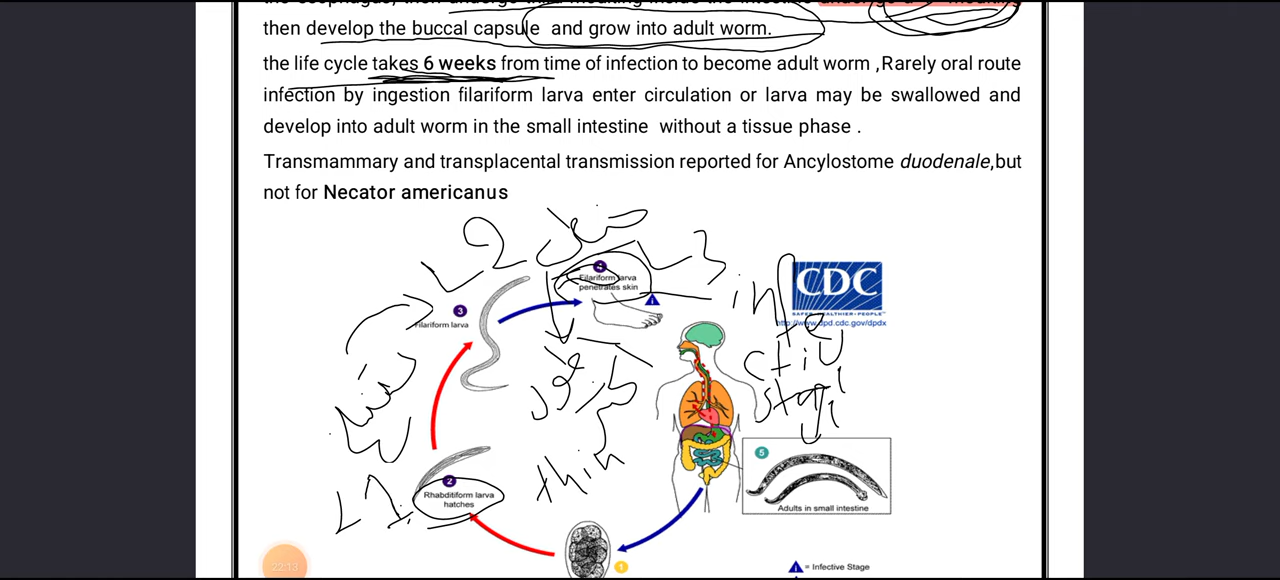 then develop the buccal capsule and grow into adult worm.
the life cycle takes 6 weeks from time of infection to become adult worm ,Rarely oral route
infection by ingestion filariform larva enter circulation or larva may be swallowed and
develop into adult worm in the small intestine without a tissue phase .
Transmammary and transplacental transmission reported for Ancylostome duodenale,but
not for Necator americanus
L2
L3
4
Filariform larva
penetrates skin
i
infe
ctiv
stage
CDC
SAFER•HEALTHIER•PEOPLE™
http://www.dpd.cdc.gov/dpdx
3
Filariform larva
thin
L1
2
Rhabditiform larva
hatches
5
Adults in small intestine
1
i = Infective Stage
22:13